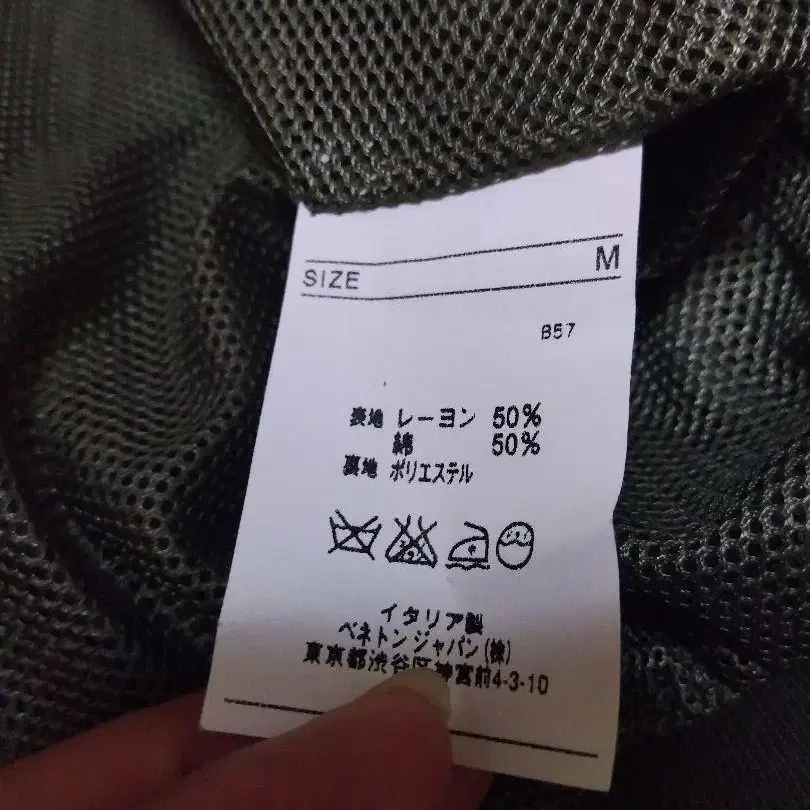 SIZE M
857
表地 レーヨン 50%
綿 50%
裏地 ポリエステル
イタリア製
ベネトンジャパン(株)
東京都渋谷区神宮前4-3-10